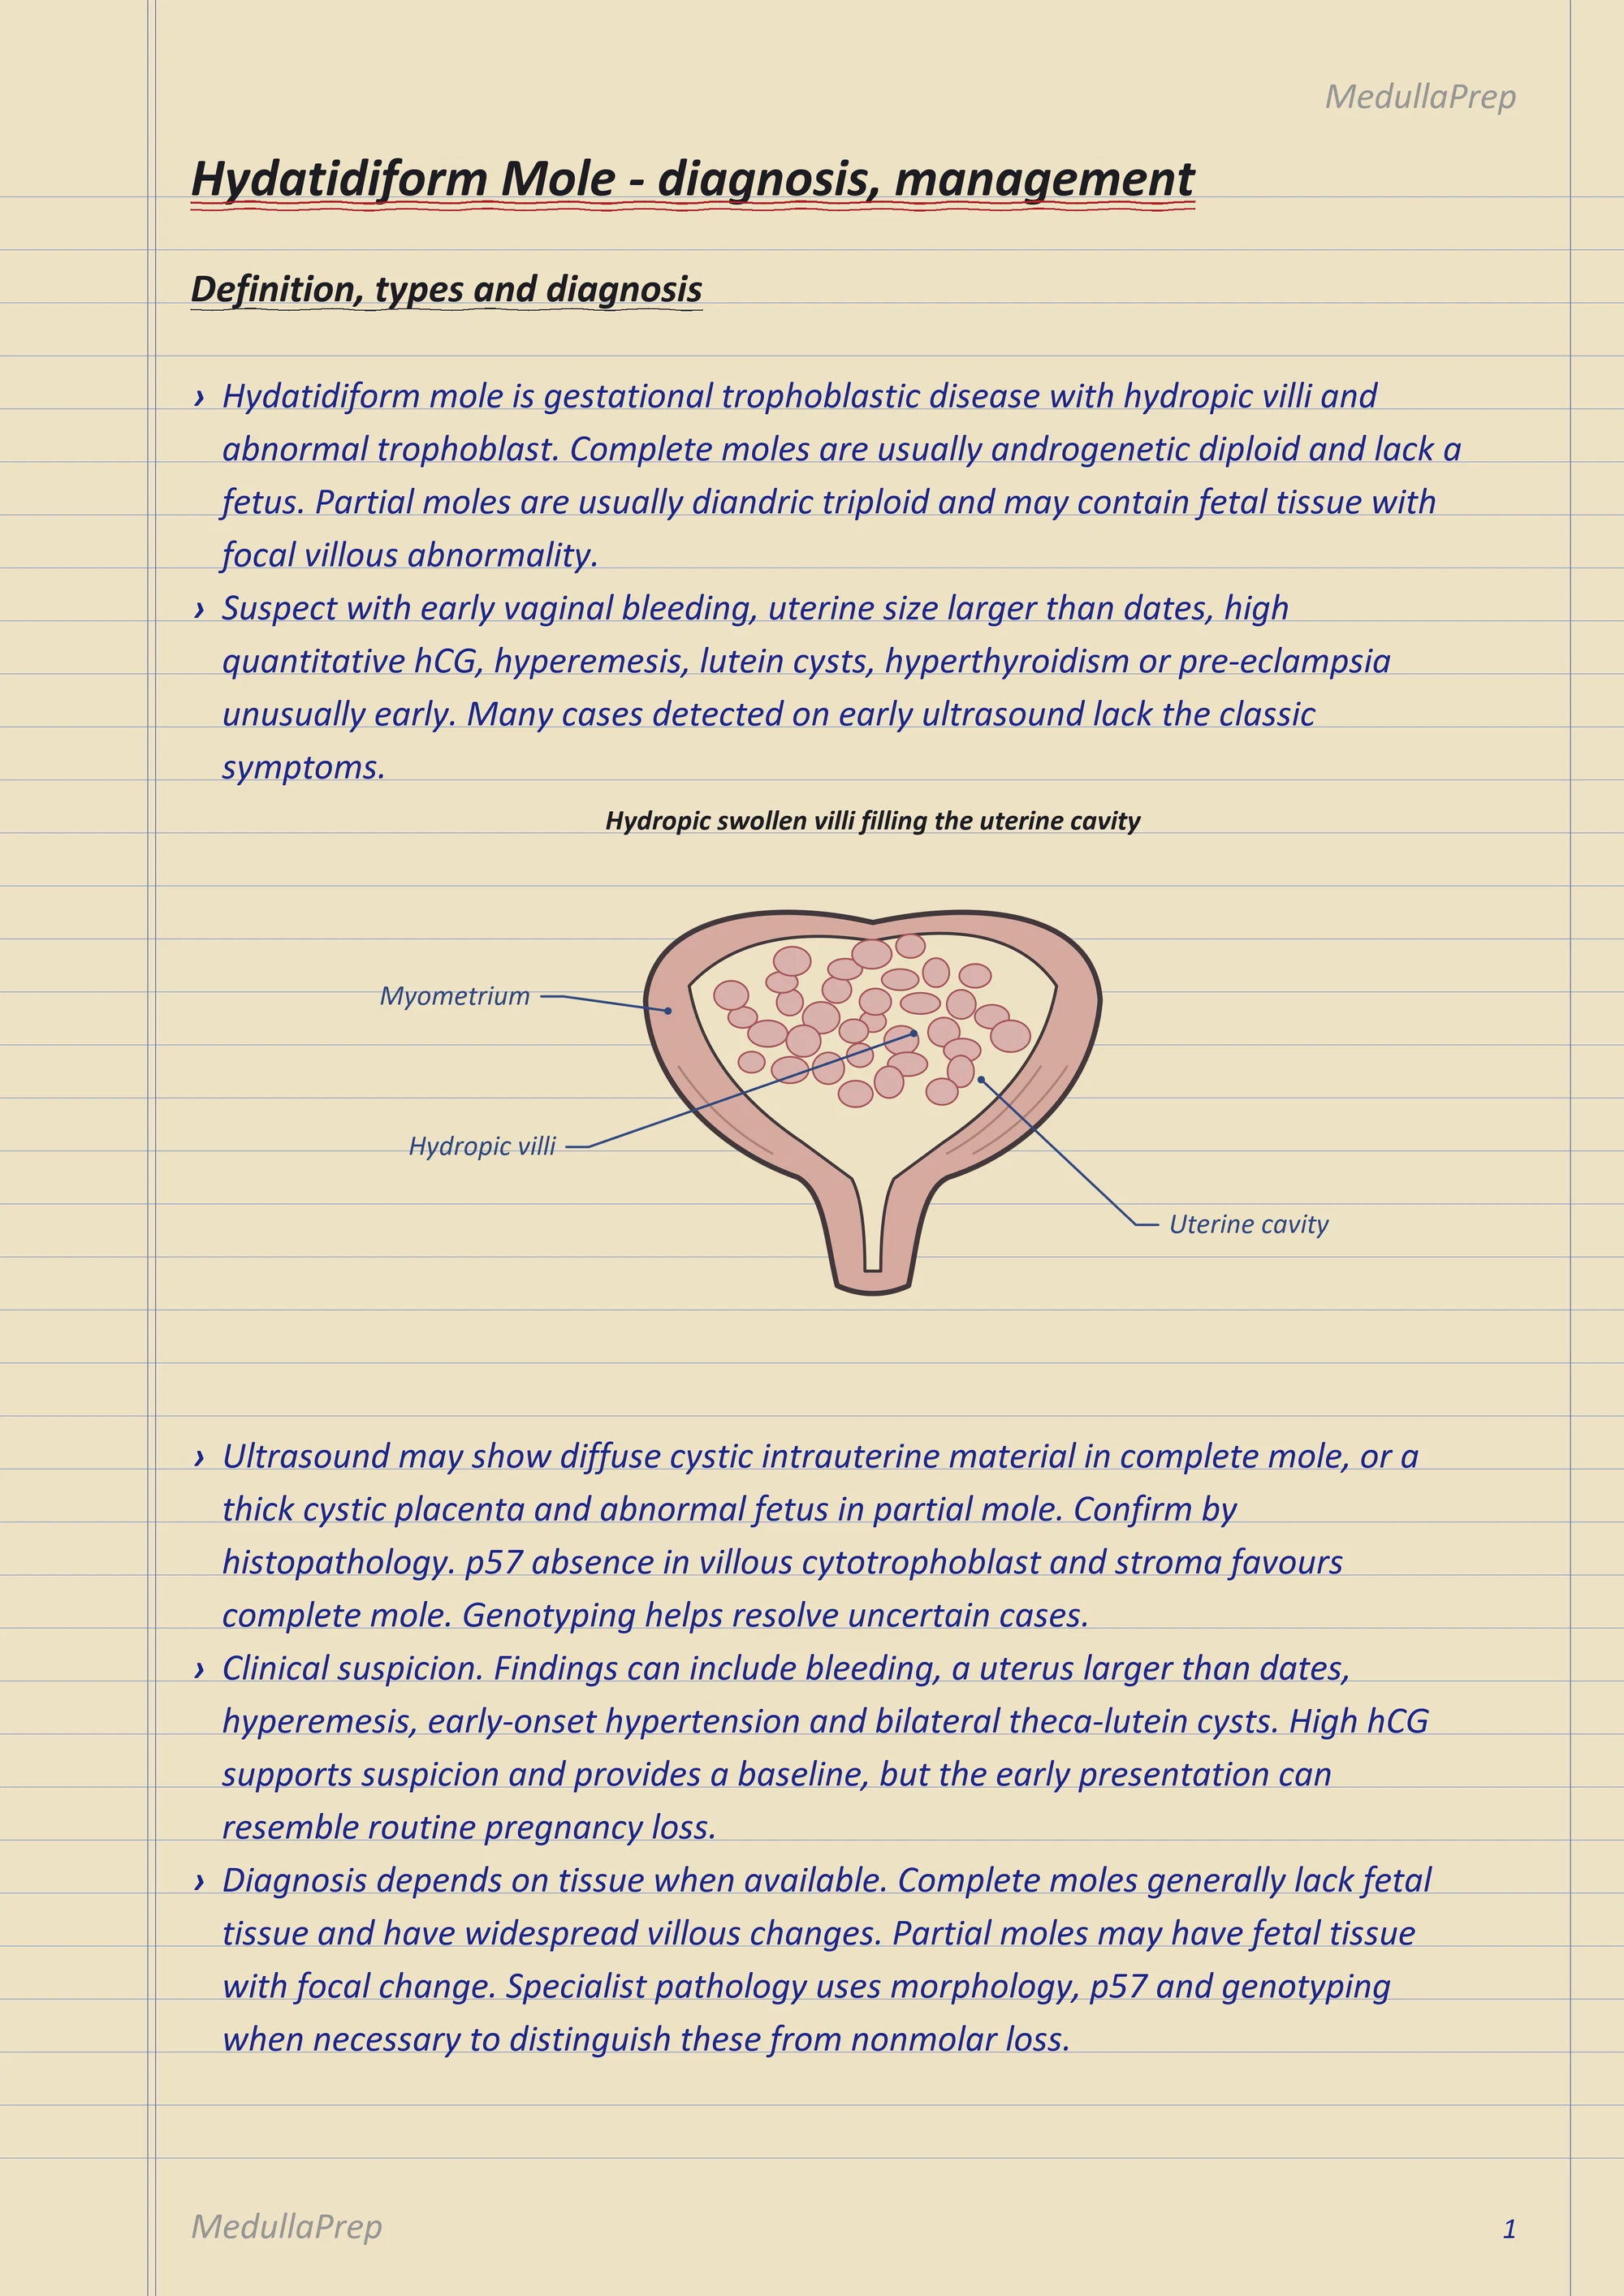 MedullaPrep
Hydatidiform Mole - diagnosis, management
Definition, types and diagnosis
› Hydatidiform mole is gestational trophoblastic disease with hydropic villi and
abnormal trophoblast. Complete moles are usually androgenetic diploid and lack a
fetus. Partial moles are usually diandric triploid and may contain fetal tissue with
focal villous abnormality.
› Suspect with early vaginal bleeding, uterine size larger than dates, high
quantitative hCG, hyperemesis, lutein cysts, hyperthyroidism or pre-eclampsia
unusually early. Many cases detected on early ultrasound lack the classic
symptoms.
Hydropic swollen villi filling the uterine cavity
Myometrium
Hydropic villi
Uterine cavity
› Ultrasound may show diffuse cystic intrauterine material in complete mole, or a
thick cystic placenta and abnormal fetus in partial mole. Confirm by
histopathology. p57 absence in villous cytotrophoblast and stroma favours
complete mole. Genotyping helps resolve uncertain cases.
› Clinical suspicion. Findings can include bleeding, a uterus larger than dates,
hyperemesis, early-onset hypertension and bilateral theca-lutein cysts. High hCG
supports suspicion and provides a baseline, but the early presentation can
resemble routine pregnancy loss.
› Diagnosis depends on tissue when available. Complete moles generally lack fetal
tissue and have widespread villous changes. Partial moles may have fetal tissue
with focal change. Specialist pathology uses morphology, p57 and genotyping
when necessary to distinguish these from nonmolar loss.
MedullaPrep
1